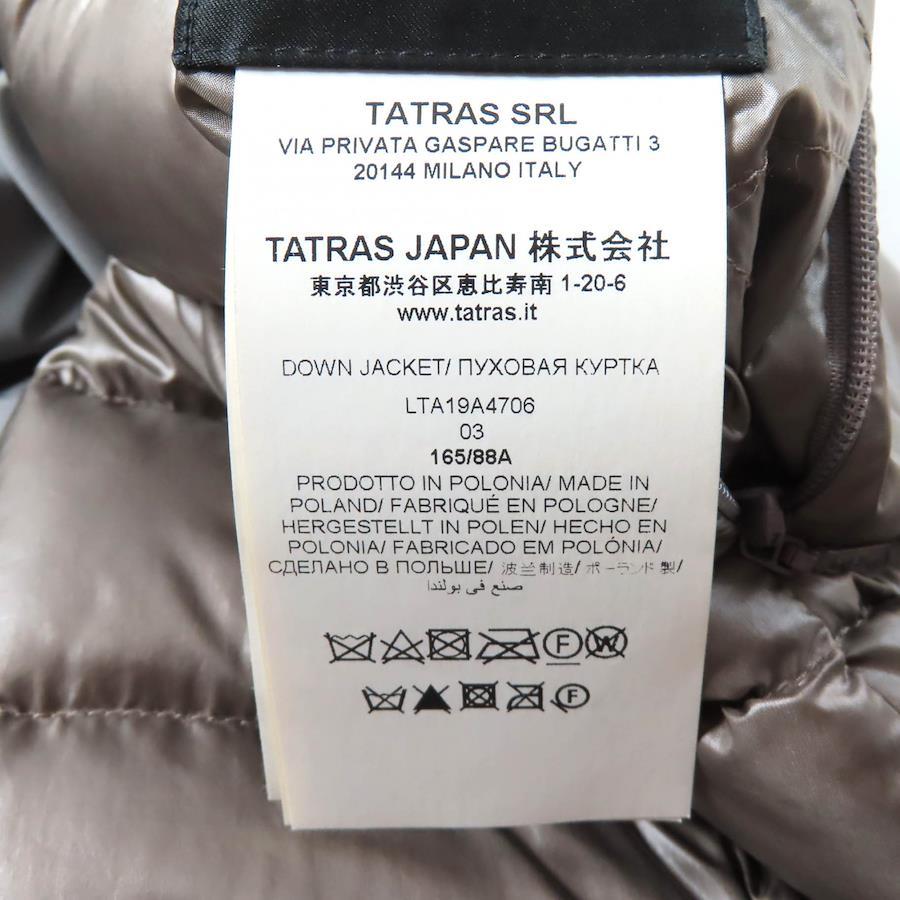 TATRAS SRL
VIA PRIVATA GASPARE BUGATTI 3
20144 MILANO ITALY
TATRAS JAPAN 株式会社
東京都渋谷区恵比寿南 1-20-6
www.tatras.it
DOWN JACKET/ ПУХОВАЯ КУРТКА
LTA19A4706
03
165/88A
PRODOTTO IN POLONIA/ MADE IN
POLAND/ FABRIQUÉ EN POLOGNE/
HERGESTELLT IN POLEN/ HECHO EN
POLONIA/ FABRICADO EM POLÓNIA/
СДЕЛАНО В ПОЛЬШЕ/ 波兰制造/ ポーランド 製/
صنع في بولندا
F W
F